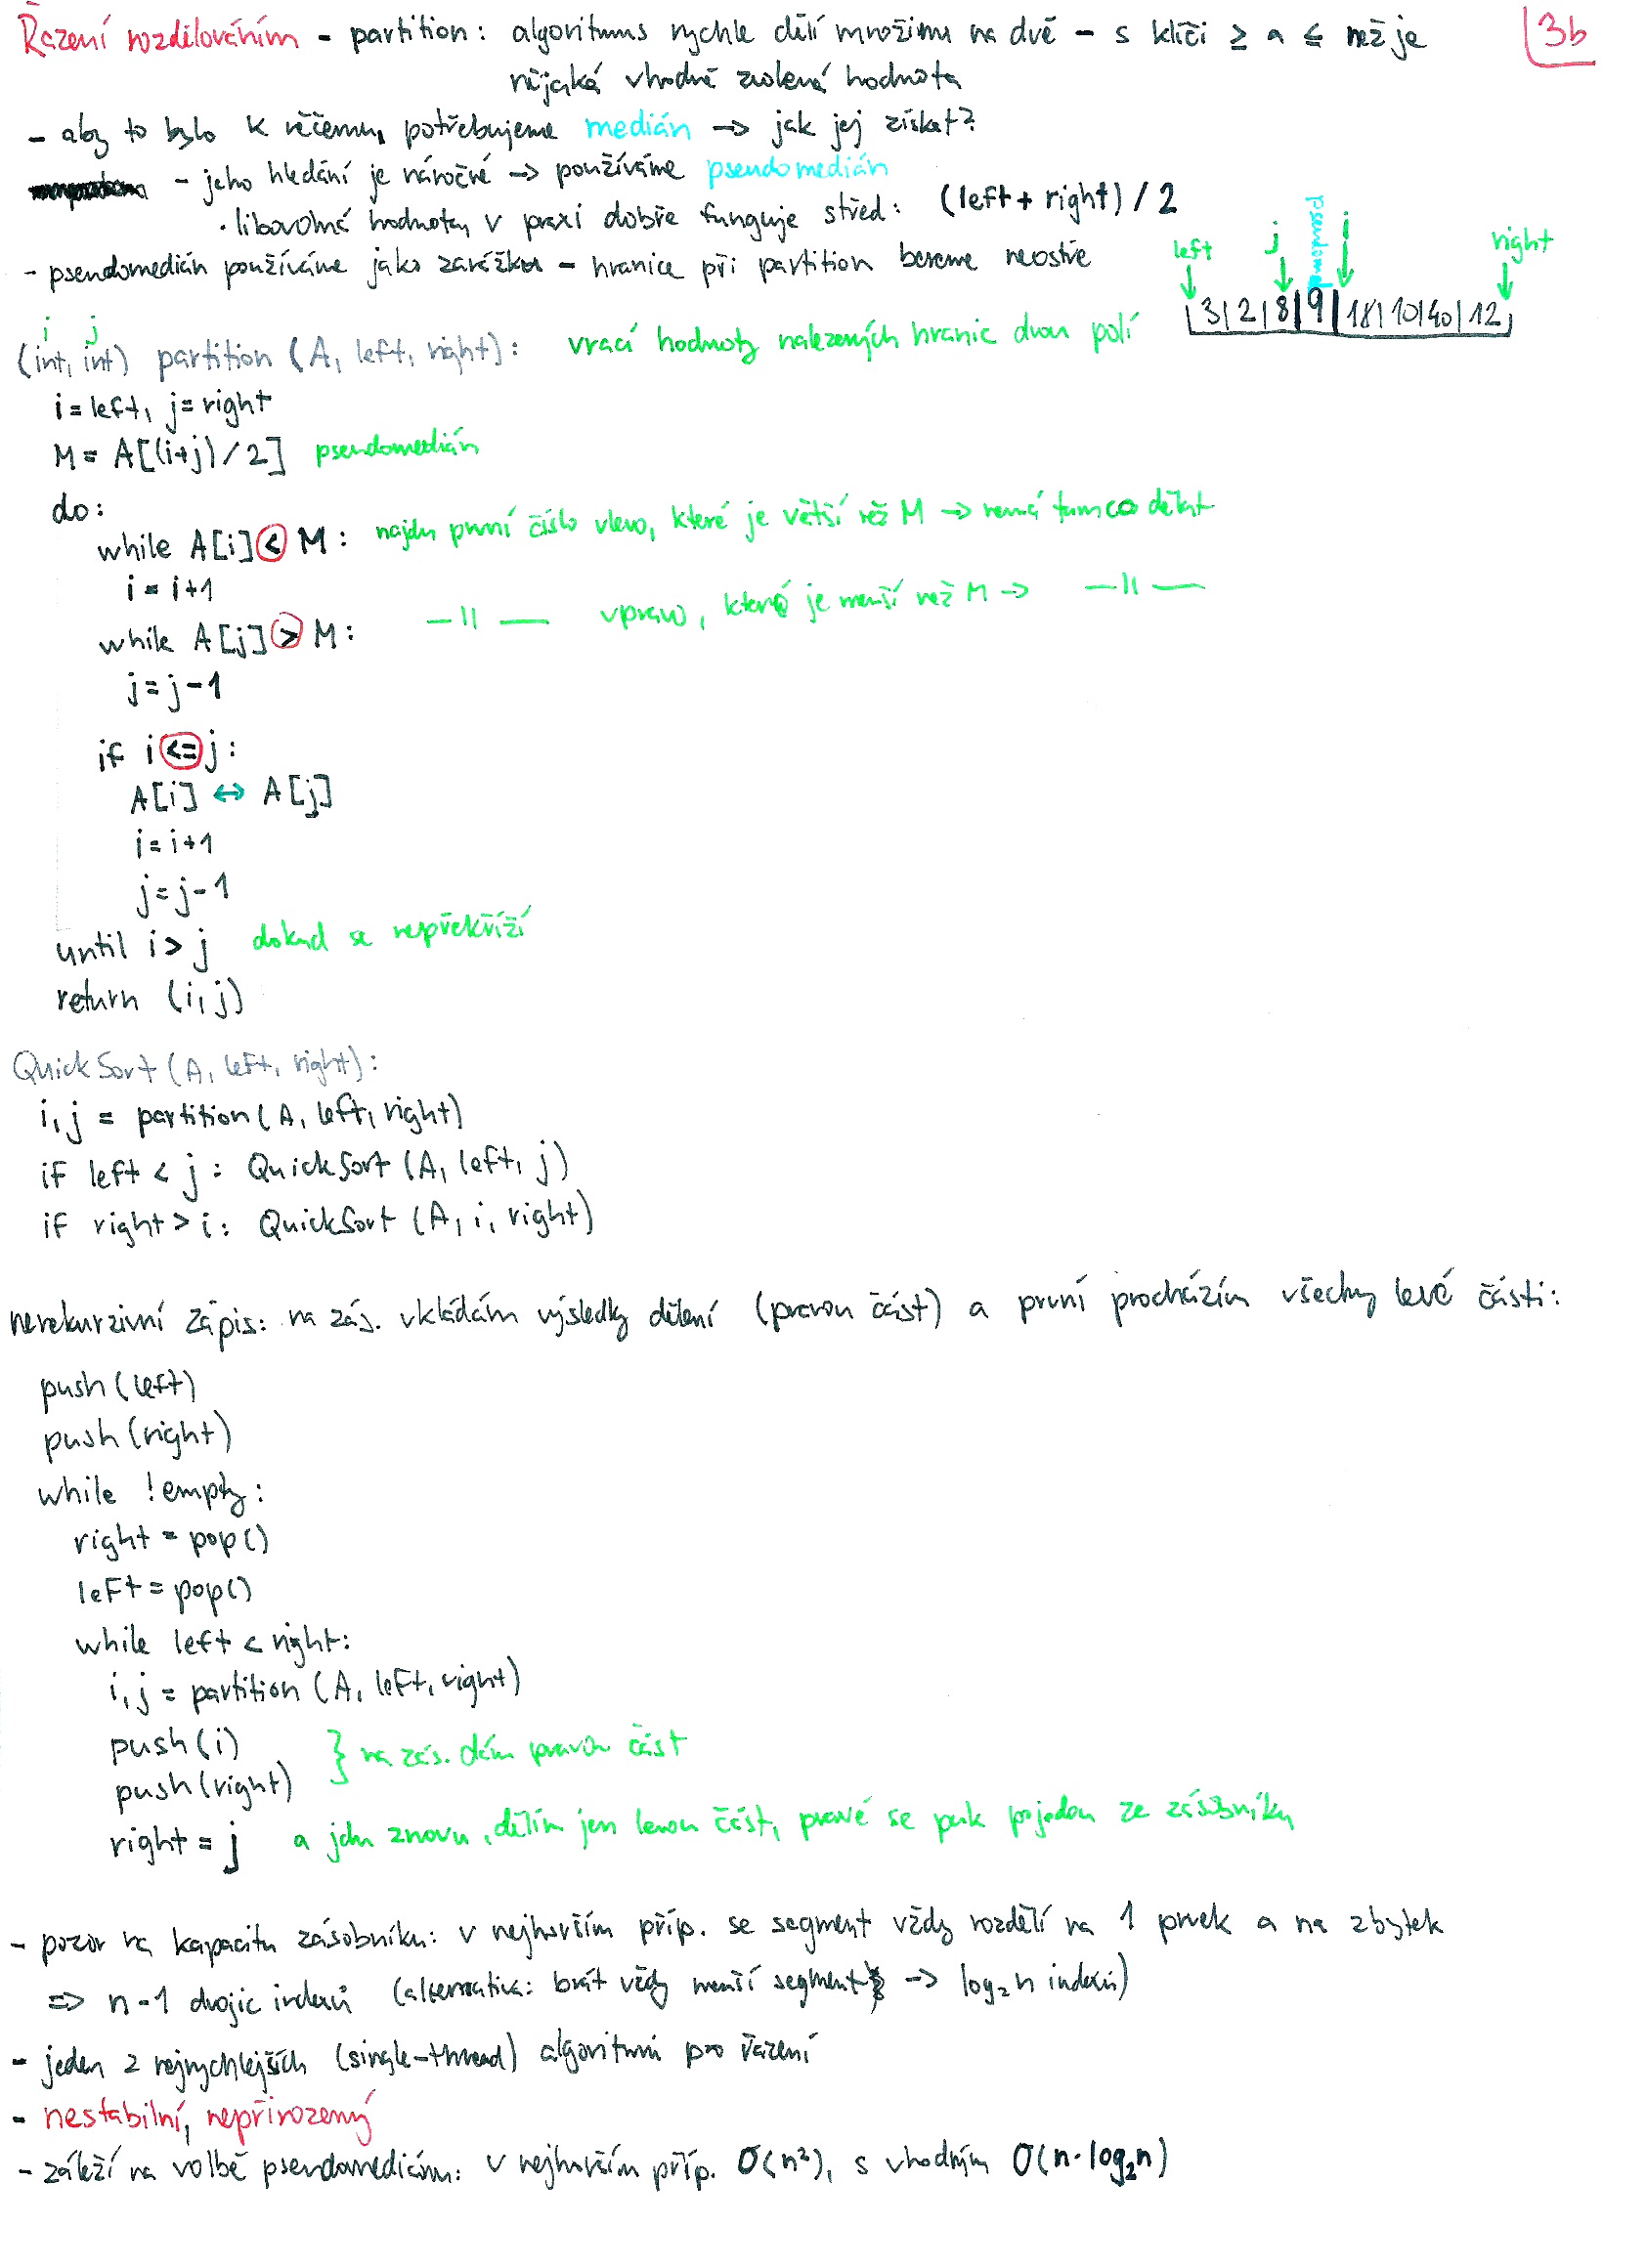 Řazení rozdělováním - partition: algoritmus rychle dělí množinu na dvě - s klíči ≥ a ≤ než je
nějaká vhodně zvolená hodnota
3b
- aby to bylo k něčemu, potřebujeme medián → jak jej získat?
- jeho hledání je náročné → používáme pseudomedián
· libovolná hodnota, v praxi dobře funguje střed: (left + right) / 2
- pseudomedián používáme jako zarážku - hranice při partition bereme neostře
left j pseudomed i right
3 | 2 | 8 | 9 | 18 | 10 | 40 | 12
i j
(int, int) partition (A, left, right): vrací hodnoty nalezených hranic dvou polí
i = left, j = right
M = A[(i+j) / 2] pseudomedián
do:
while A[i] < M: najdu první číslo vlevo, které je větší než M → nemá tam co dělat
i = i+1
while A[j] > M: —||— vpravo, které je menší než M → —||—
j = j-1
if i <= j:
A[i] ↔ A[j]
i = i+1
j = j-1
until i > j dokud se nepřekříží
return (i, j)
QuickSort (A, left, right):
i, j = partition (A, left, right)
if left < j: QuickSort (A, left, j)
if right > i: QuickSort (A, i, right)
nerekurzivní zápis: na zás. vkládám výsledky dělení (pravou část) a první procházím všechny levé části:
push (left)
push (right)
while !empty:
right = pop()
left = pop()
while left < right:
i, j = partition (A, left, right)
push (i)
push (right) } na zás. dám pravou část
right = j a jdu znovu, dělím jen levou část, pravé se pak pojedou ze zásobníku
- pozor na kapacitu zásobníku: v nejhorším příp. se segment vždy rozdělí na 1 prvek a na zbytek
⇒ n-1 dvojic indexů (alternativa: brát vždy menší segment → log₂n indexů)
- jeden z nejrychlejších (single-thread) algoritmů pro řazení
- nestabilní, nepřirozený
- záleží na volbě pseudomediánu: v nejhorším příp. O(n²), s vhodným O(n·log₂n)